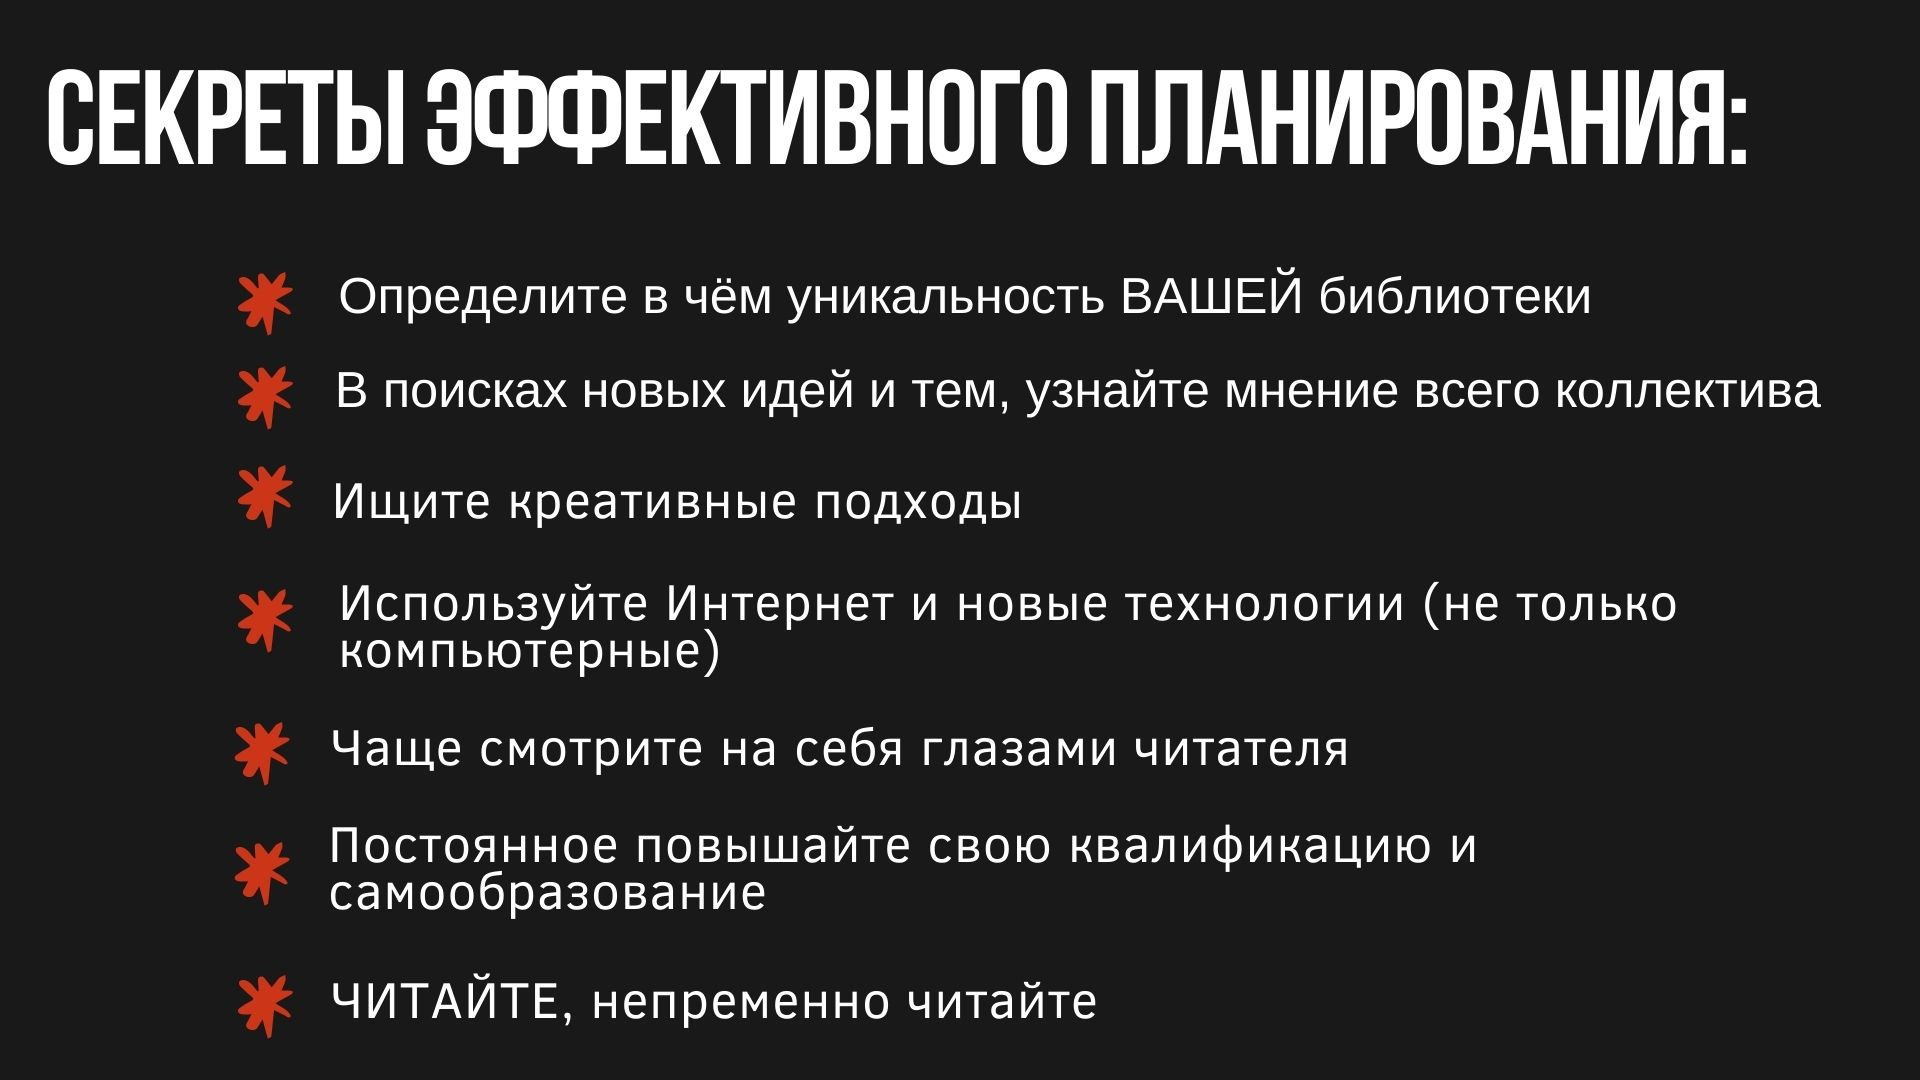 СЕКРЕТЫ ЭФФЕКТИВНОГО ПЛАНИРОВАНИЯ:
Определите в чём уникальность ВАШЕЙ библиотеки
В поисках новых идей и тем, узнайте мнение всего коллектива
Ищите креативные подходы
Используйте Интернет и новые технологии (не только
компьютерные)
Чаще смотрите на себя глазами читателя
Постоянное повышайте свою квалификацию и
самообразование
ЧИТАЙТЕ, непременно читайте